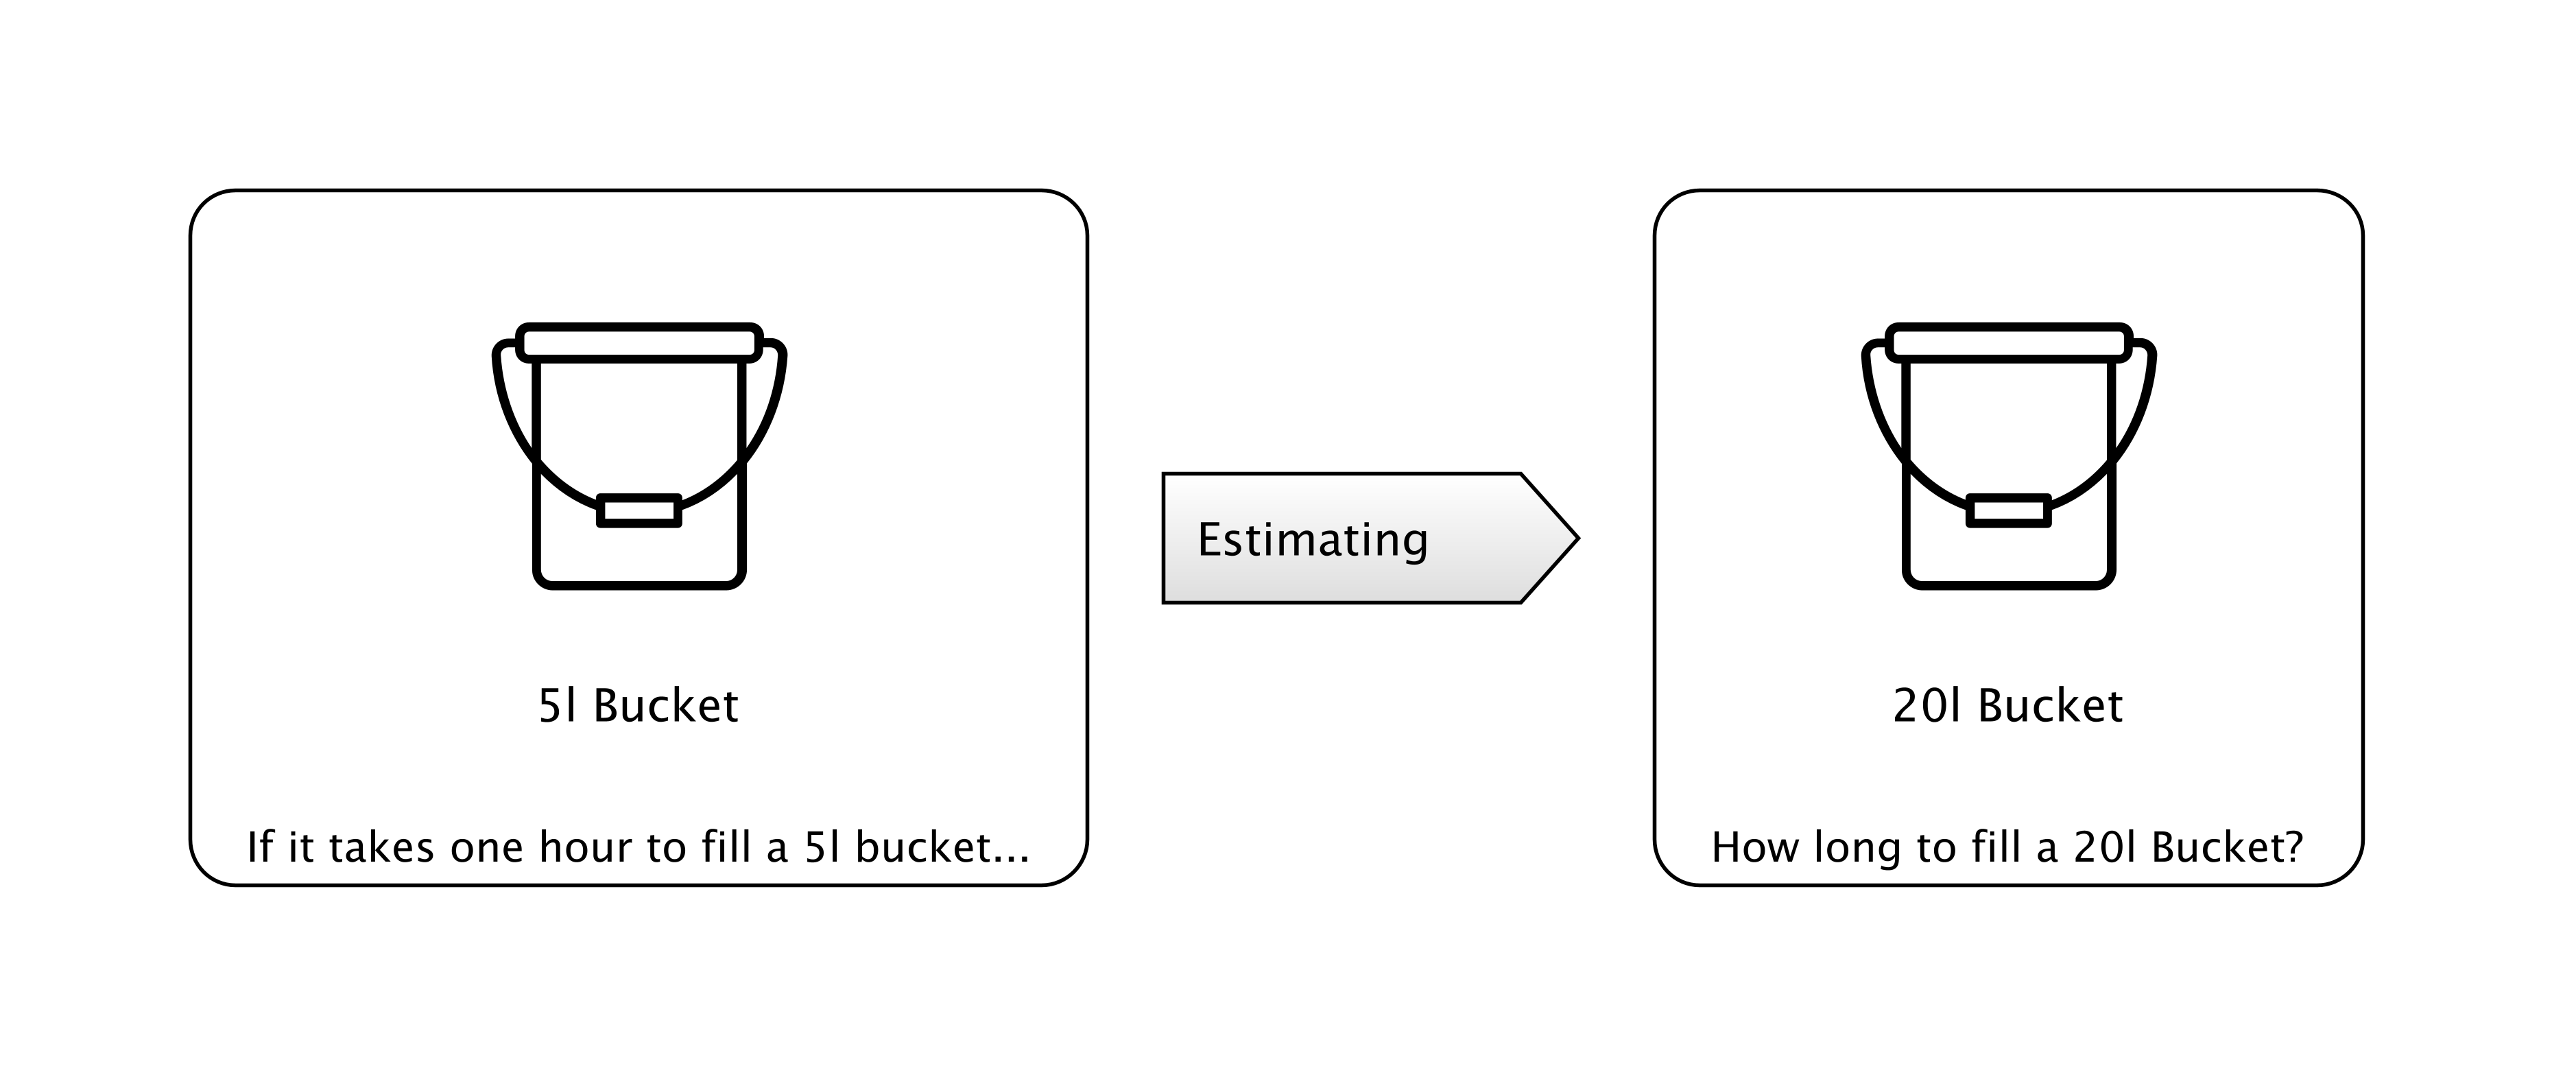 5l Bucket
If it takes one hour to fill a 5l bucket...
Estimating
20l Bucket
How long to fill a 20l Bucket?